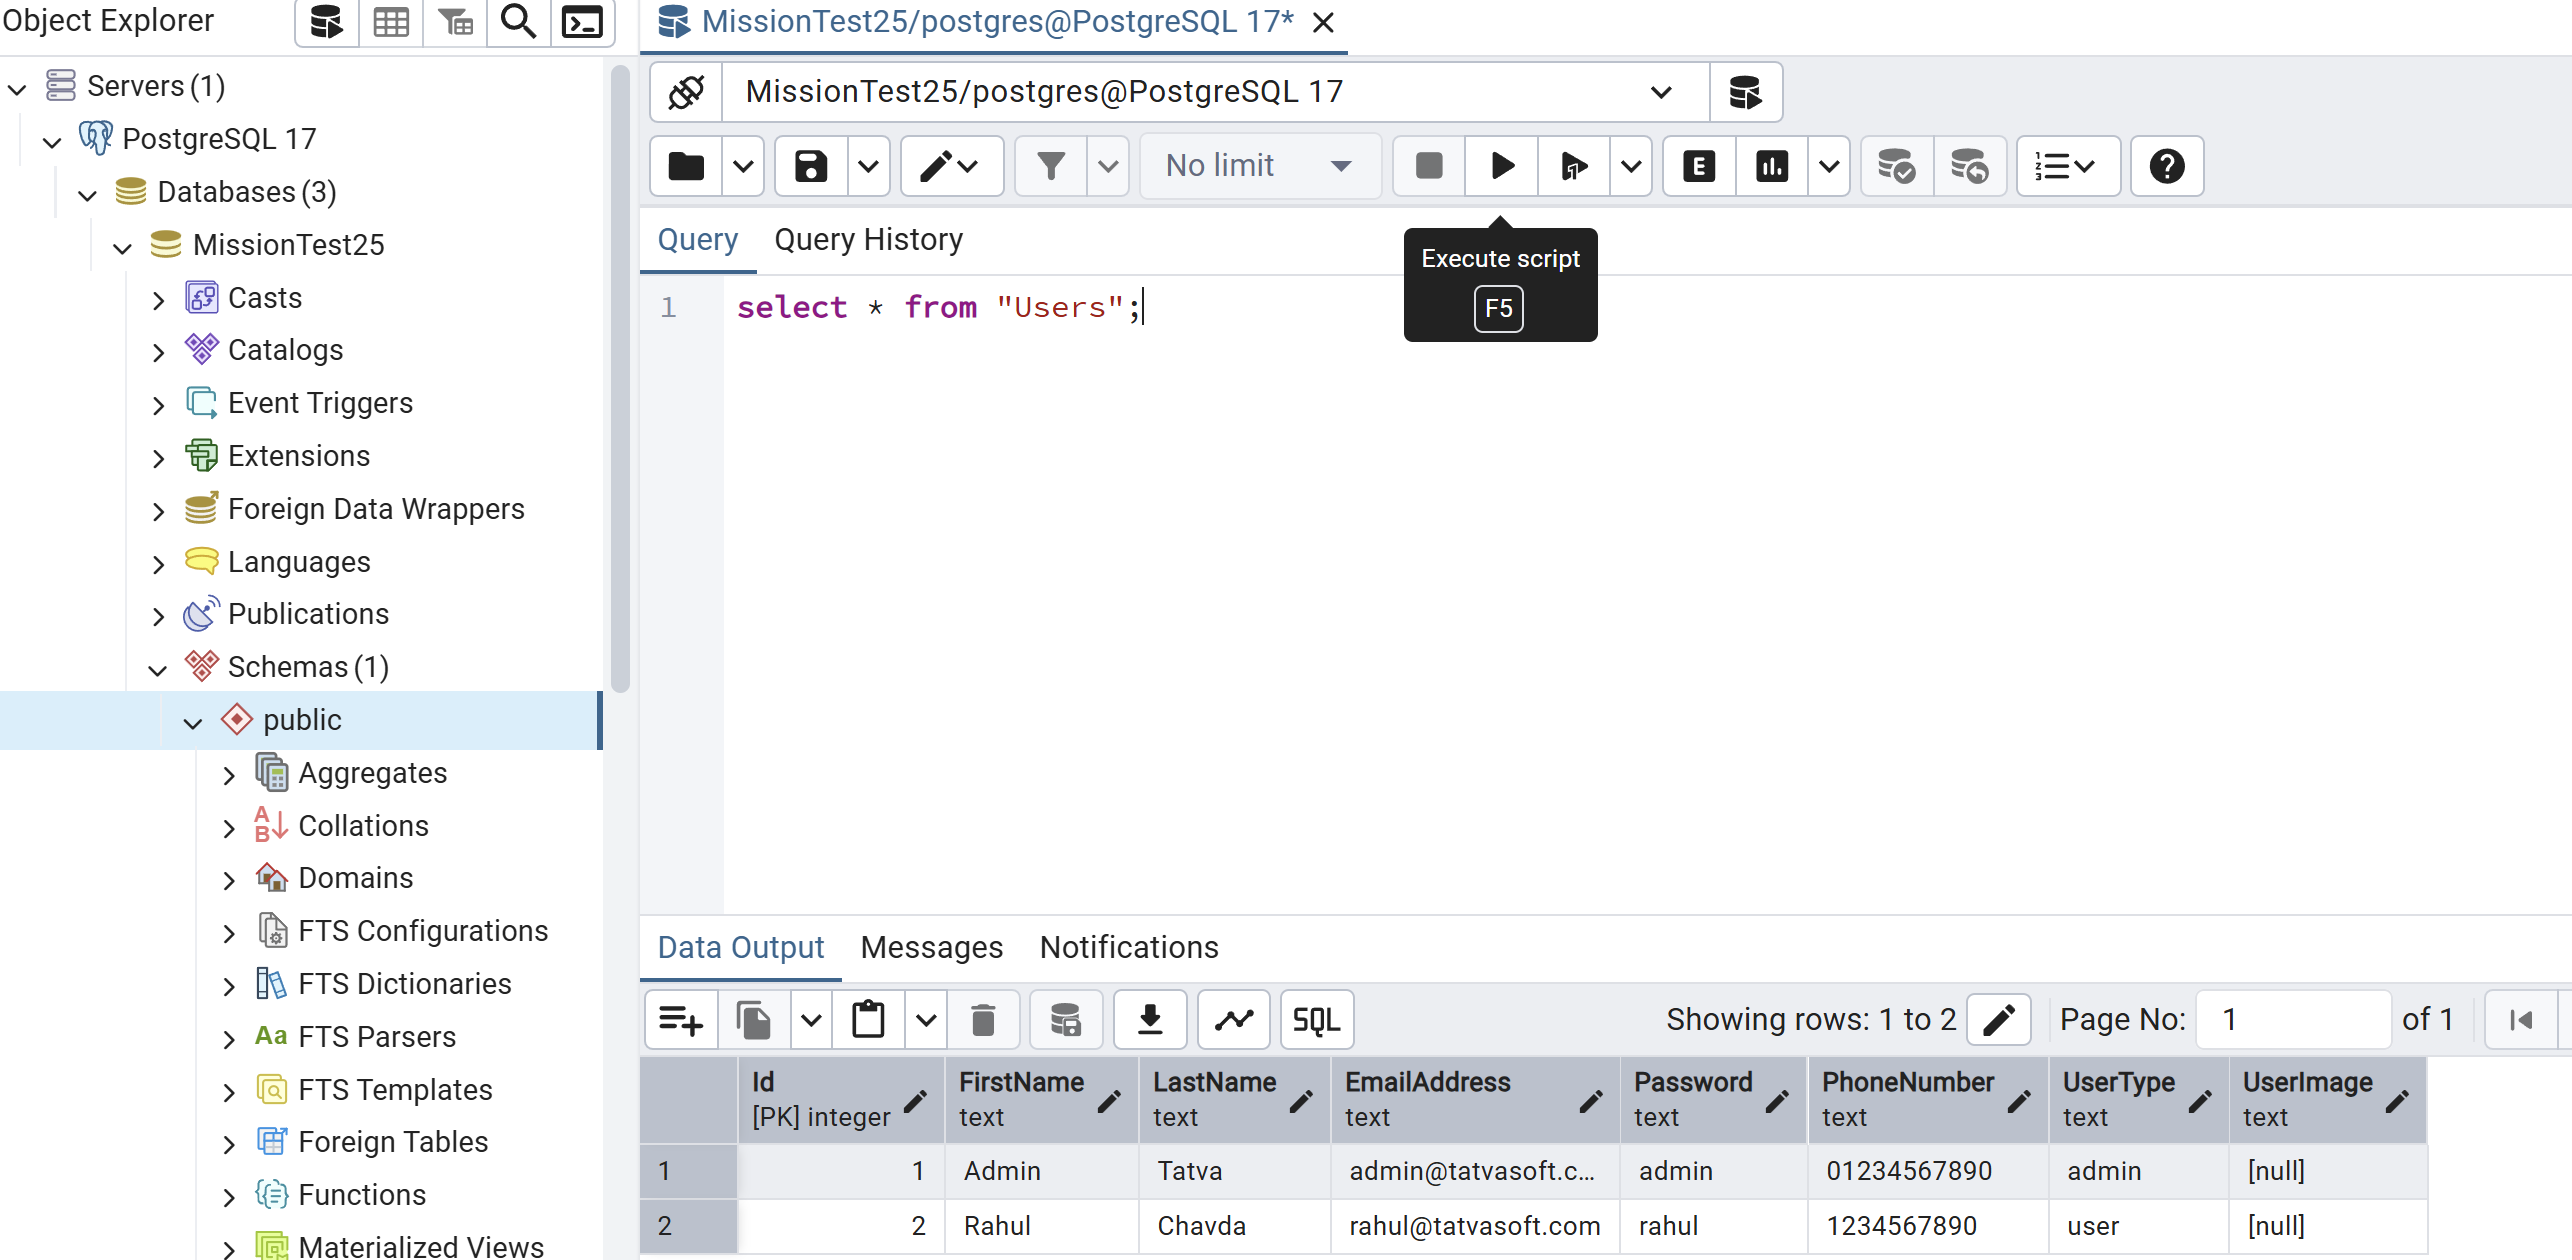 Object Explorer
Servers (1)
PostgreSQL 17
Databases (3)
MissionTest25
Casts
Catalogs
Event Triggers
Extensions
Foreign Data Wrappers
Languages
Publications
Schemas (1)
public
Aggregates
Collations
Domains
FTS Configurations
FTS Dictionaries
Aa FTS Parsers
FTS Templates
Foreign Tables
Functions
Materialized Views
MissionTest25/postgres@PostgreSQL 17*
MissionTest25/postgres@PostgreSQL 17
No limit
Query Query History
Execute script
F5
1 select * from "Users";
Data Output Messages Notifications
SQL Showing rows: 1 to 2 Page No: 1 of 1
Id FirstName LastName EmailAddress Password PhoneNumber UserType UserImage
[PK] integer text text text text text text text
1 1 Admin Tatva admin@tatvasoft.c... admin 01234567890 admin [null]
2 2 Rahul Chavda rahul@tatvasoft.com rahul 1234567890 user [null]